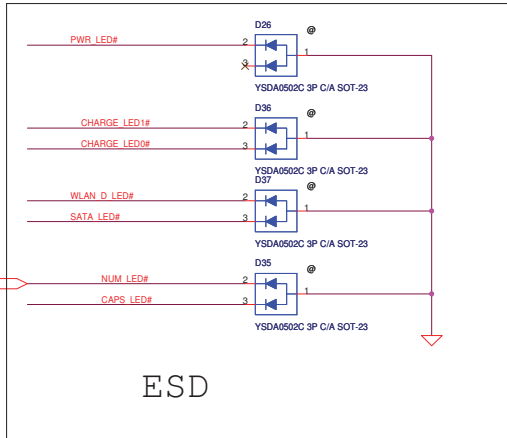 D26
@
PWR_LED#
2
1
3
YSDA0502C 3P C/A SOT-23
D36
@
CHARGE_LED1#
2
1
CHARGE_LED0#
3
YSDA0502C 3P C/A SOT-23
D37
@
WLAN_D_LED#
2
1
SATA_LED#
3
YSDA0502C 3P C/A SOT-23
D35
@
NUM_LED#
2
1
CAPS_LED#
3
YSDA0502C 3P C/A SOT-23
ESD